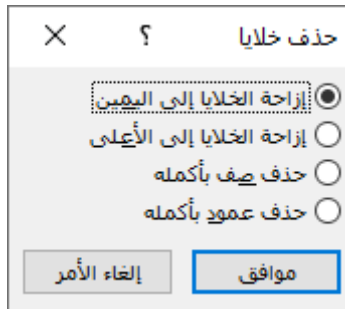 حذف خلايا ؟
إزاحة الخلايا إلى اليمين
إزاحة الخلايا إلى الأعلى
حذف صف بأكمله
حذف عمود بأكمله
موافق إلغاء الأمر